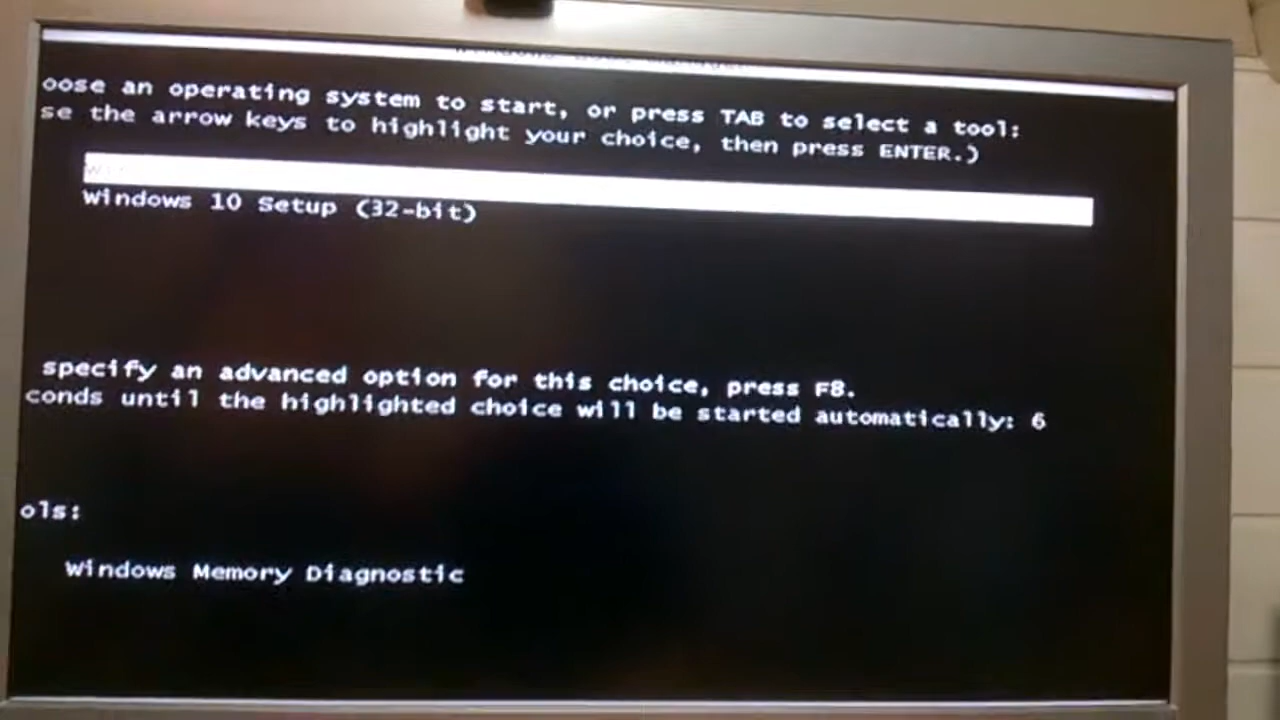 oose an operating system to start, or press TAB to select a tool:
se the arrow keys to highlight your choice, then press ENTER.)
Windows 10 Setup (32-bit)
specify an advanced option for this choice, press F8.
conds until the highlighted choice will be started automatically: 6
ols:
Windows Memory Diagnostic